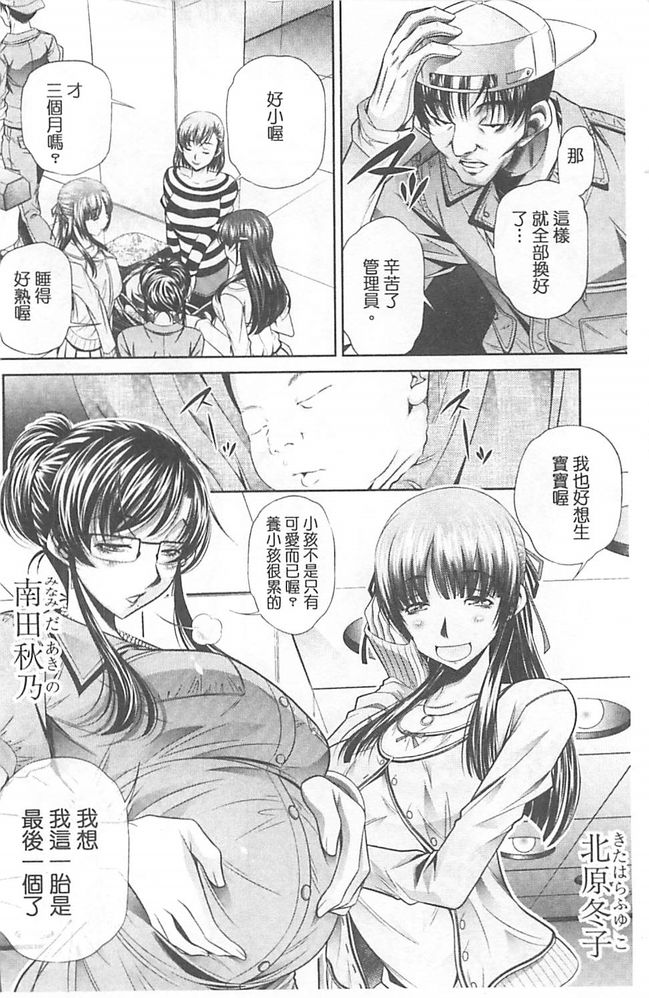 那
這樣
就全部換好
了…
辛苦了
管理員。
好小喔
才
三個月嗎？
睡得
好熟喔
我也好想生
寶寶喔
小孩不是只有
可愛而已喔？
養小孩很累的
きたはらふゆこ
北原冬子
みなみだあきの
南田秋乃
我想
我這一胎是
最後一個了